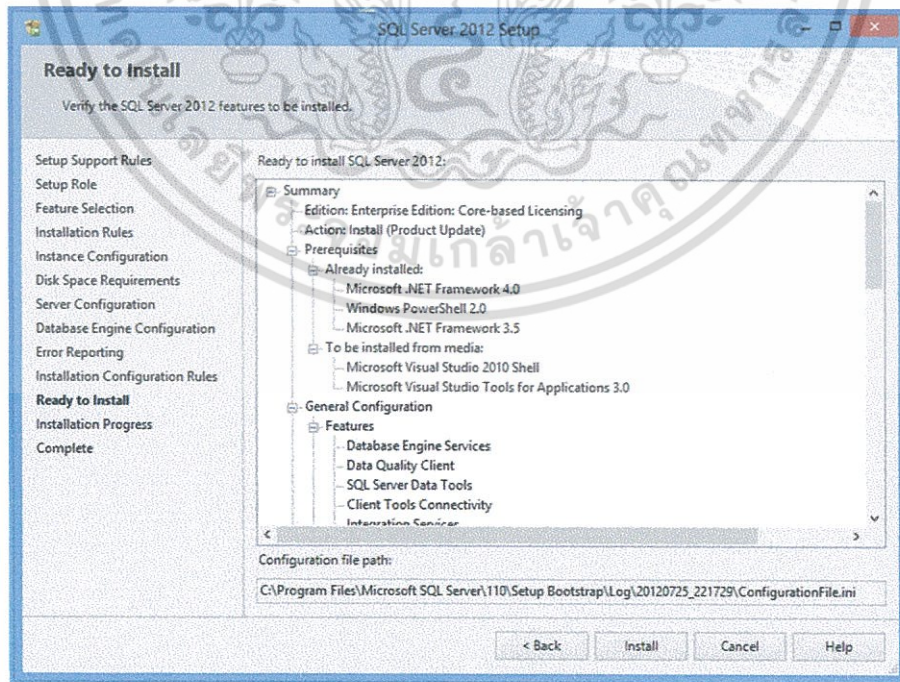 SQL Server 2012 Setup
Ready to Install
Verify the SQL Server 2012 features to be installed.
Setup Support Rules
Setup Role
Feature Selection
Installation Rules
Instance Configuration
Disk Space Requirements
Server Configuration
Database Engine Configuration
Error Reporting
Installation Configuration Rules
Ready to Install
Installation Progress
Complete
Ready to install SQL Server 2012:
Summary
Edition: Enterprise Edition: Core-based Licensing
Action: Install (Product Update)
Prerequisites
Already installed:
Microsoft .NET Framework 4.0
Windows PowerShell 2.0
Microsoft .NET Framework 3.5
To be installed from media:
Microsoft Visual Studio 2010 Shell
Microsoft Visual Studio Tools for Applications 3.0
General Configuration
Features
Database Engine Services
Data Quality Client
SQL Server Data Tools
Client Tools Connectivity
Integration Services
Configuration file path:
C:\Program Files\Microsoft SQL Server\110\Setup Bootstrap\Log\20120725_221729\ConfigurationFile.ini
< Back
Install
Cancel
Help